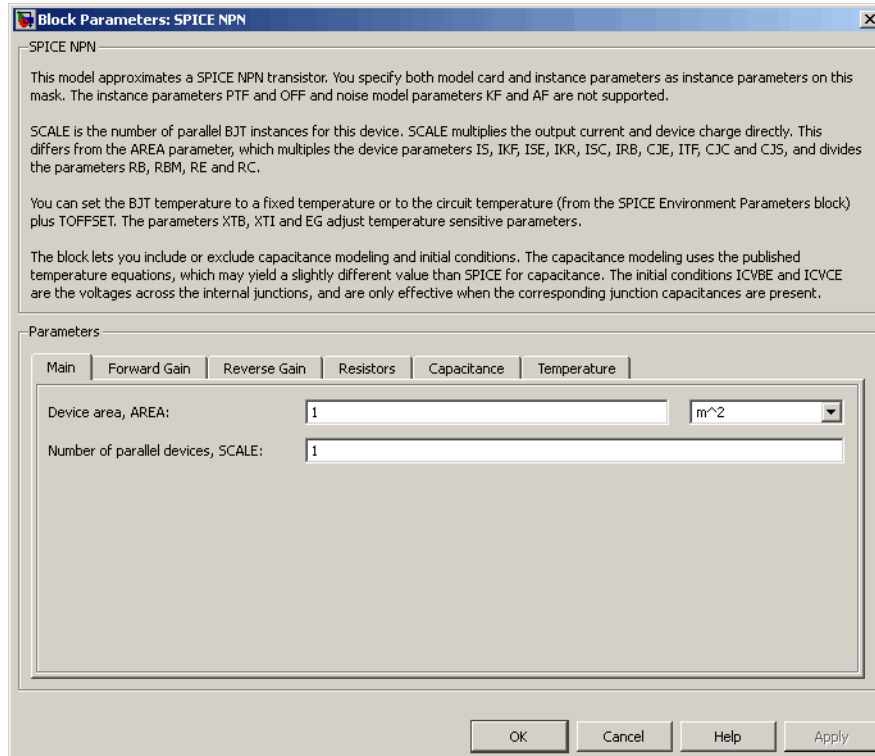 Block Parameters: SPICE NPN
SPICE NPN
This model approximates a SPICE NPN transistor. You specify both model card and instance parameters as instance parameters on this
mask. The instance parameters PTF and OFF and noise model parameters KF and AF are not supported.
SCALE is the number of parallel BJT instances for this device. SCALE multiplies the output current and device charge directly. This
differs from the AREA parameter, which multiples the device parameters IS, IKF, ISE, IKR, ISC, IRB, CJE, ITF, CJC and CJS, and divides
the parameters RB, RBM, RE and RC.
You can set the BJT temperature to a fixed temperature or to the circuit temperature (from the SPICE Environment Parameters block)
plus TOFFSET. The parameters XTB, XTI and EG adjust temperature sensitive parameters.
The block lets you include or exclude capacitance modeling and initial conditions. The capacitance modeling uses the published
temperature equations, which may yield a slightly different value than SPICE for capacitance. The initial conditions ICVBE and ICVCE
are the voltages across the internal junctions, and are only effective when the corresponding junction capacitances are present.
Parameters
Main Forward Gain Reverse Gain Resistors Capacitance Temperature
Device area, AREA: 1 m^2
Number of parallel devices, SCALE: 1
OK Cancel Help Apply